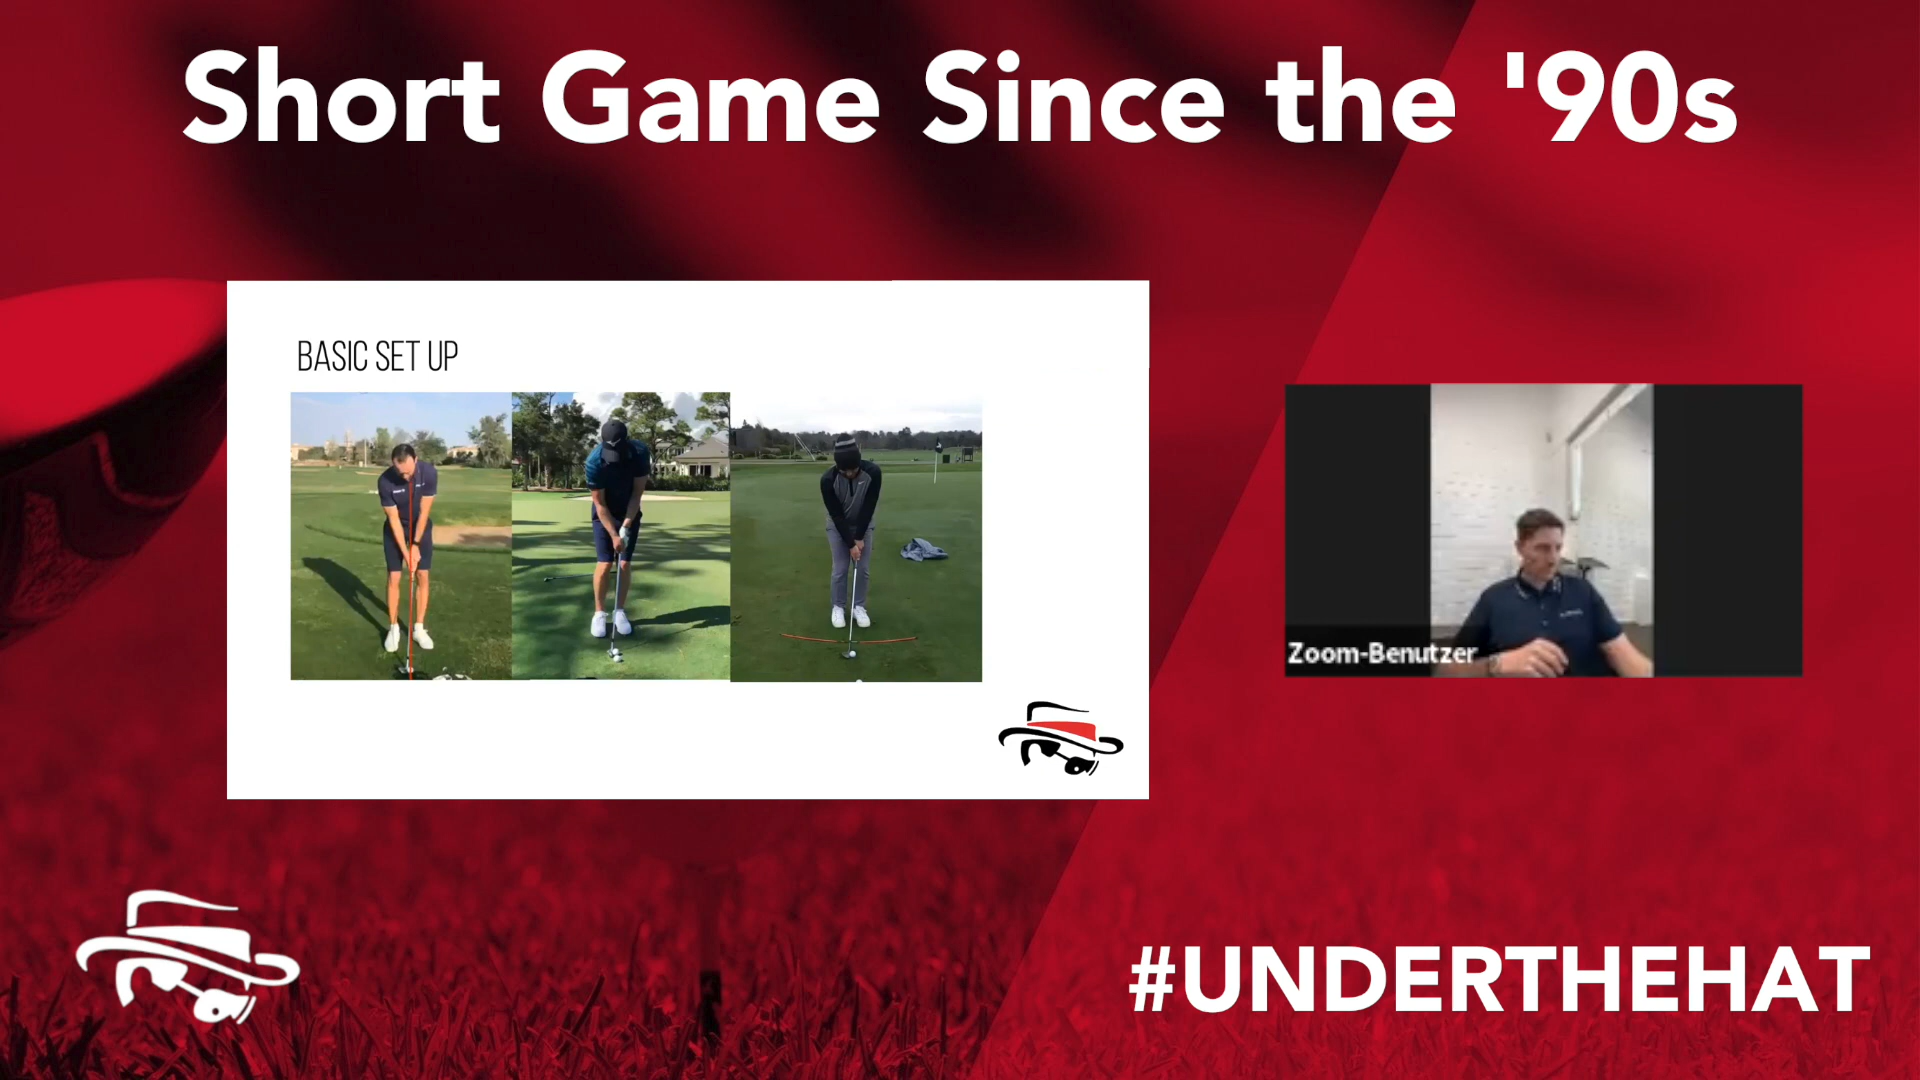 Short Game Since the '90s
BASIC SET UP
Zoom-Benutzer
#UNDERTHEHAT